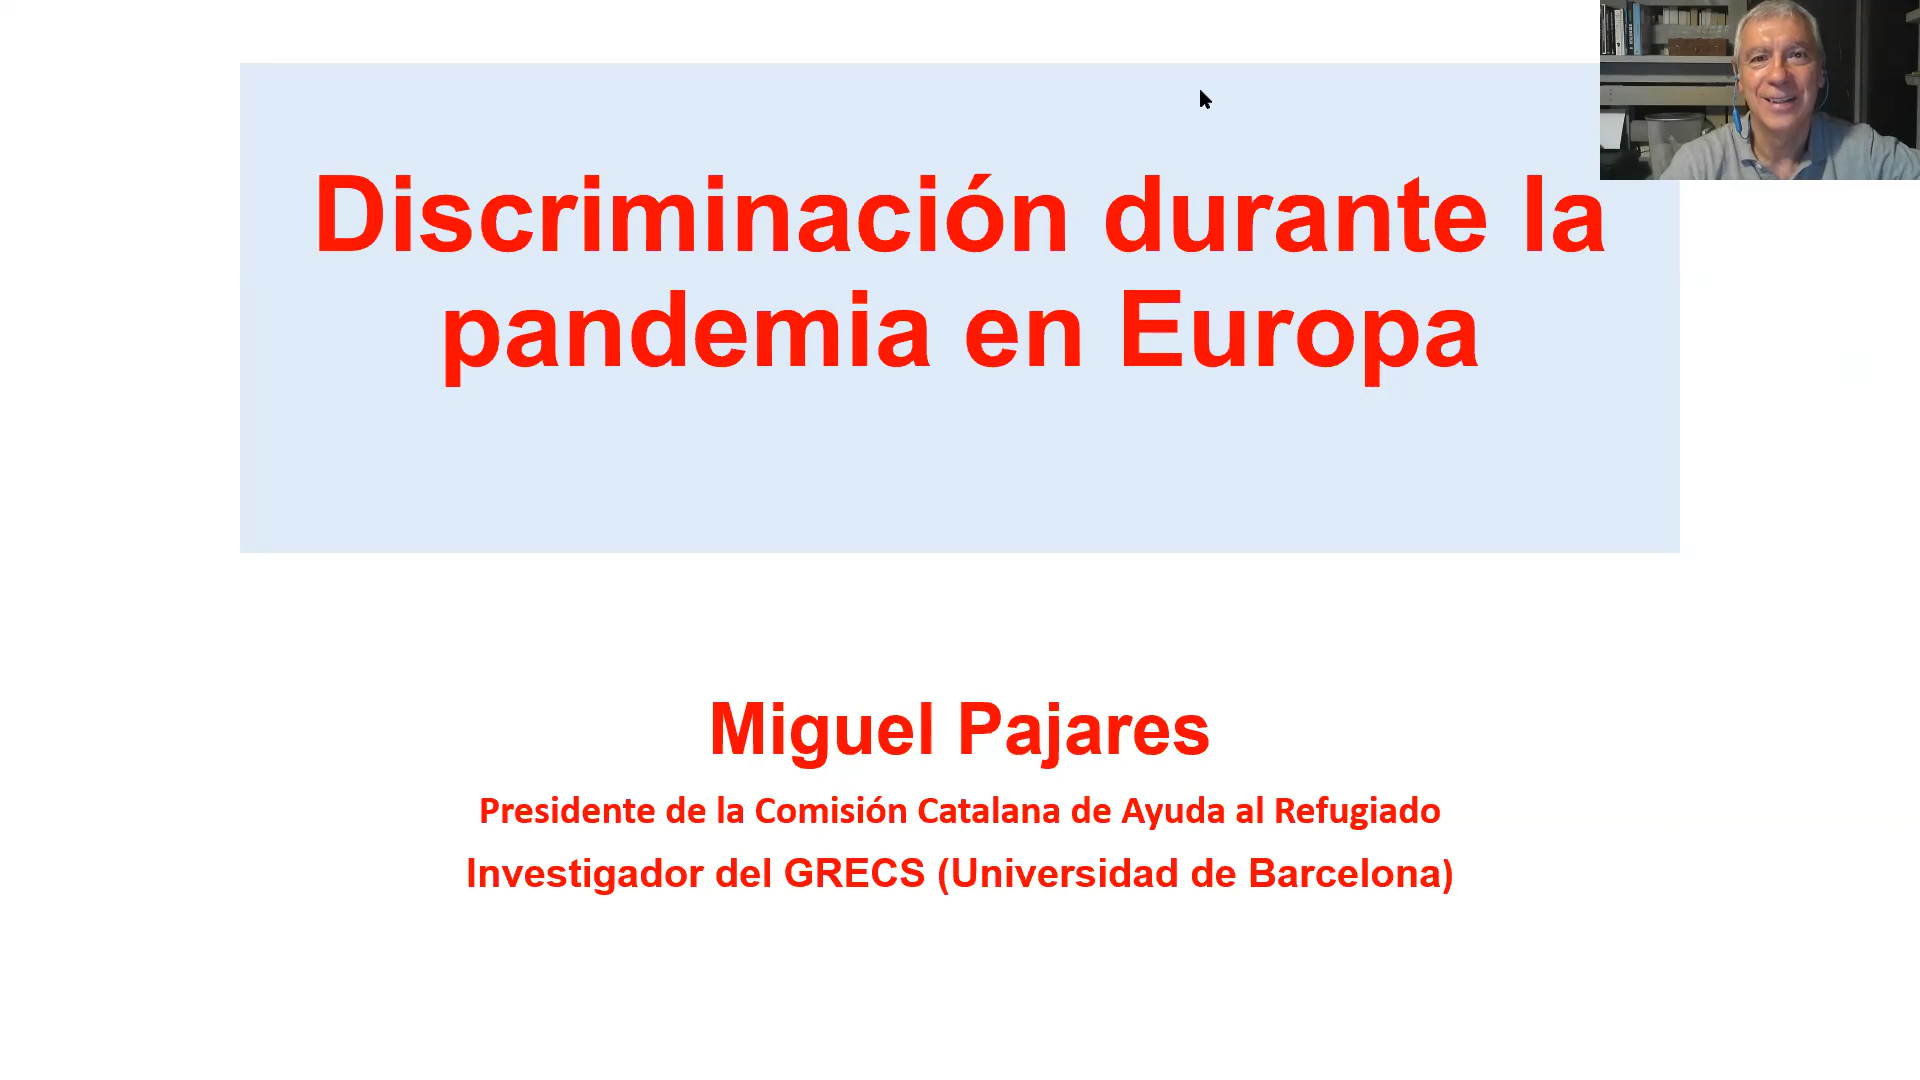 Discriminación durante la
pandemia en Europa
Miguel Pajares
Presidente de la Comisión Catalana de Ayuda al Refugiado
Investigador del GRECS (Universidad de Barcelona)